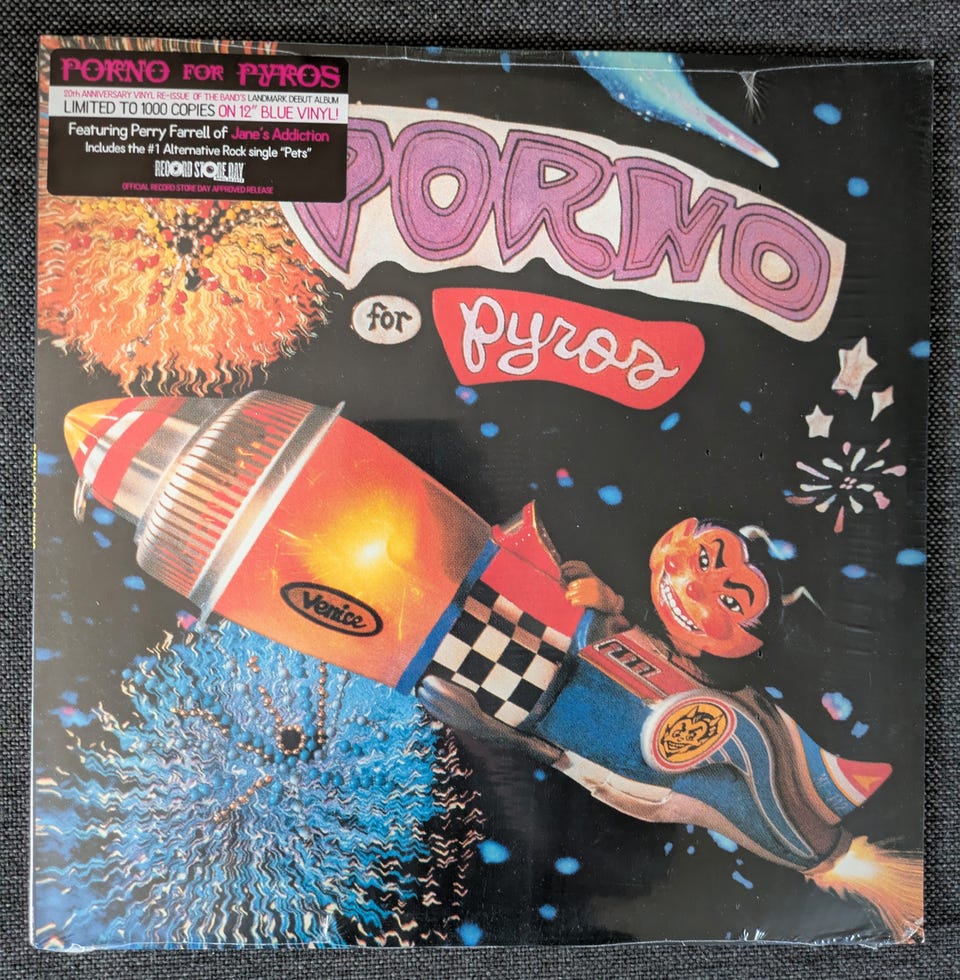 PORNO FOR PYROS
20th ANNIVERSARY VINYL RE-ISSUE OF THE BAND'S LANDMARK DEBUT ALBUM
LIMITED TO 1000 COPIES ON 12" BLUE VINYL!
Featuring Perry Farrell of Jane's Addiction
Includes the #1 Alternative Rock single "Pets"
RECORD STORE DAY
OFFICIAL RECORD STORE DAY APPROVED RELEASE
PORNO
for
pyros
Venice